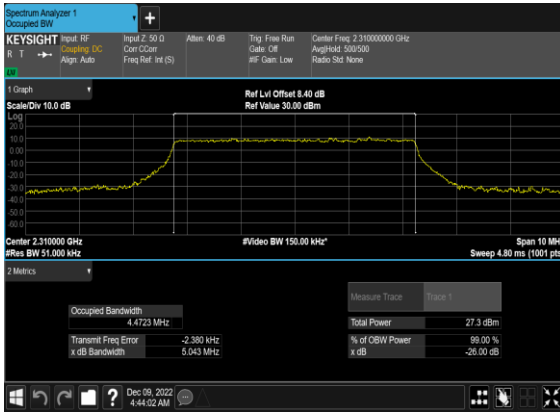 Spectrum Analyzer 1
Occupied BW
KEYSIGHT
R T
LW
Input: RF
Coupling: DC
Align: Auto
Input Z: 50 Ω
Corr CCorr
Freq Ref: Int (S)
Atten: 40 dB
Trig: Free Run
Gate: Off
#IF Gain: Low
Center Freq: 2.310000000 GHz
Avg|Hold: 500/500
Radio Std: None
1 Graph
Scale/Div 10.0 dB
Ref Lvl Offset 8.40 dB
Ref Value 30.00 dBm
Log
20.0
10.0
0.00
-10.0
-20.0
-30.0
-40.0
-50.0
-60.0
Center 2.310000 GHz
#Res BW 51.000 kHz
#Video BW 150.00 kHz*
Span 10 MH
Sweep 4.80 ms (1001 pts
2 Metrics
Measure Trace Trace 1
Occupied Bandwidth
4.4723 MHz
Total Power 27.3 dBm
Transmit Freq Error -2.380 kHz
% of OBW Power 99.00 %
x dB Bandwidth 5.043 MHz
x dB -26.00 dB
Dec 09, 2022
4:44:02 AM